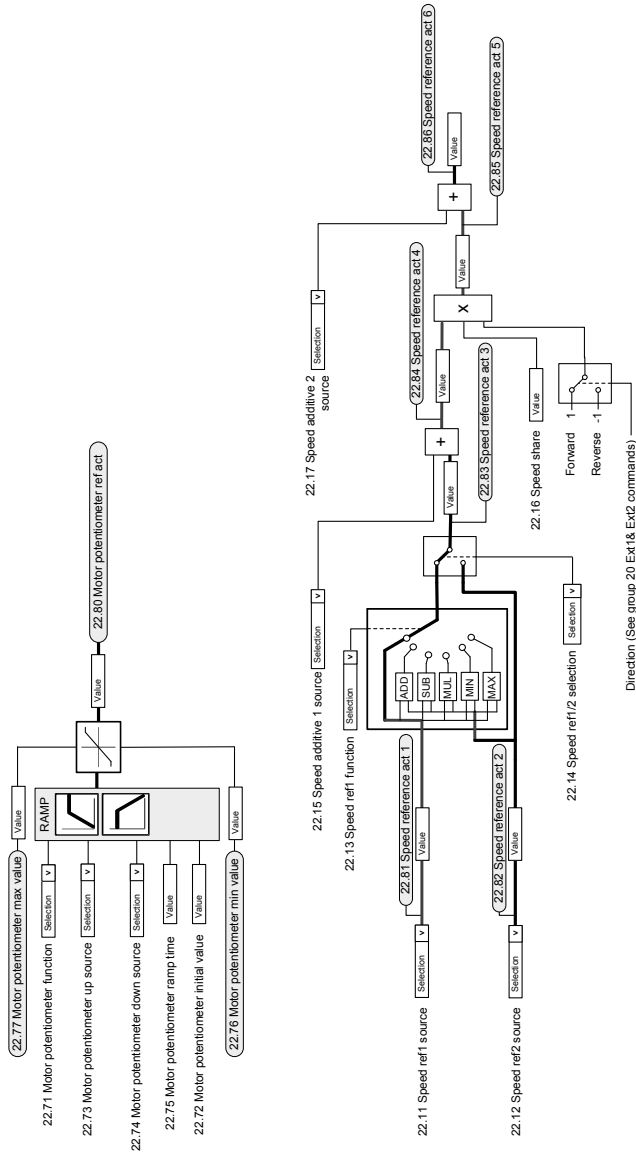 22.77 Motor potentiometer max value
Value
22.71 Motor potentiometer function
Selection v
RAMP
22.73 Motor potentiometer up source
Selection v
22.80 Motor potentiometer ref act
Value
22.74 Motor potentiometer down source
Selection v
22.75 Motor potentiometer ramp time
Value
22.72 Motor potentiometer initial value
Value
22.76 Motor potentiometer min value
Value
22.17 Speed additive 2
source
Selection v
22.15 Speed additive 1 source
Selection v
22.86 Speed reference act 6
Value
22.84 Speed reference act 4
22.13 Speed ref1 function
Selection v
+
Value
+
Value
X
22.85 Speed reference act 5
22.81 Speed reference act 1
ADD
SUB
MUL
MIN
MAX
Value
22.83 Speed reference act 3
22.11 Speed ref1 source
Selection v
Value
22.82 Speed reference act 2
22.16 Speed share
Value
22.12 Speed ref2 source
Selection v
Value
22.14 Speed ref1/2 selection
Selection v
Forward 1
Reverse -1
Direction (See group 20 Ext1& Ext2 commands)